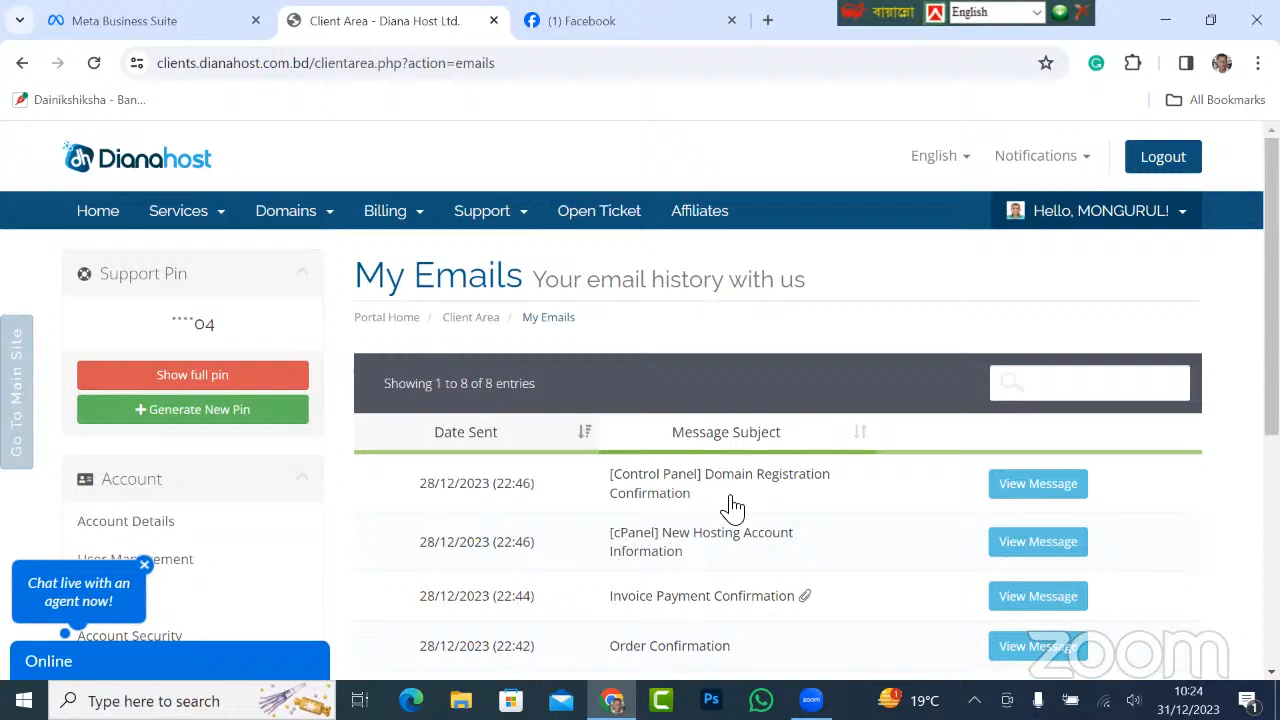 Meta Business Suite
Client Area - Diana Host Ltd.
(1) Facebook
বায়ান্নো
English
clients.dianahost.com.bd/clientarea.php?action=emails
Dainikshiksha - Ban...
All Bookmarks
Dianahost
English
Notifications
Logout
Home
Services
Domains
Billing
Support
Open Ticket
Affiliates
Hello, MONGURUL!
Go To Main Site
Support Pin
****04
Show full pin
Generate New Pin
Account
Account Details
User Management
Account Security
Chat live with an
agent now!
Online
My Emails Your email history with us
Portal Home / Client Area / My Emails
Showing 1 to 8 of 8 entries
Date Sent
Message Subject
28/12/2023 (22:46)
[Control Panel] Domain Registration
Confirmation
View Message
28/12/2023 (22:46)
[cPanel] New Hosting Account
Information
View Message
28/12/2023 (22:44)
Invoice Payment Confirmation
View Message
28/12/2023 (22:42)
Order Confirmation
View Message
zoom
Type here to search
Ps
zoom
1
19°C
10:24
31/12/2023
1